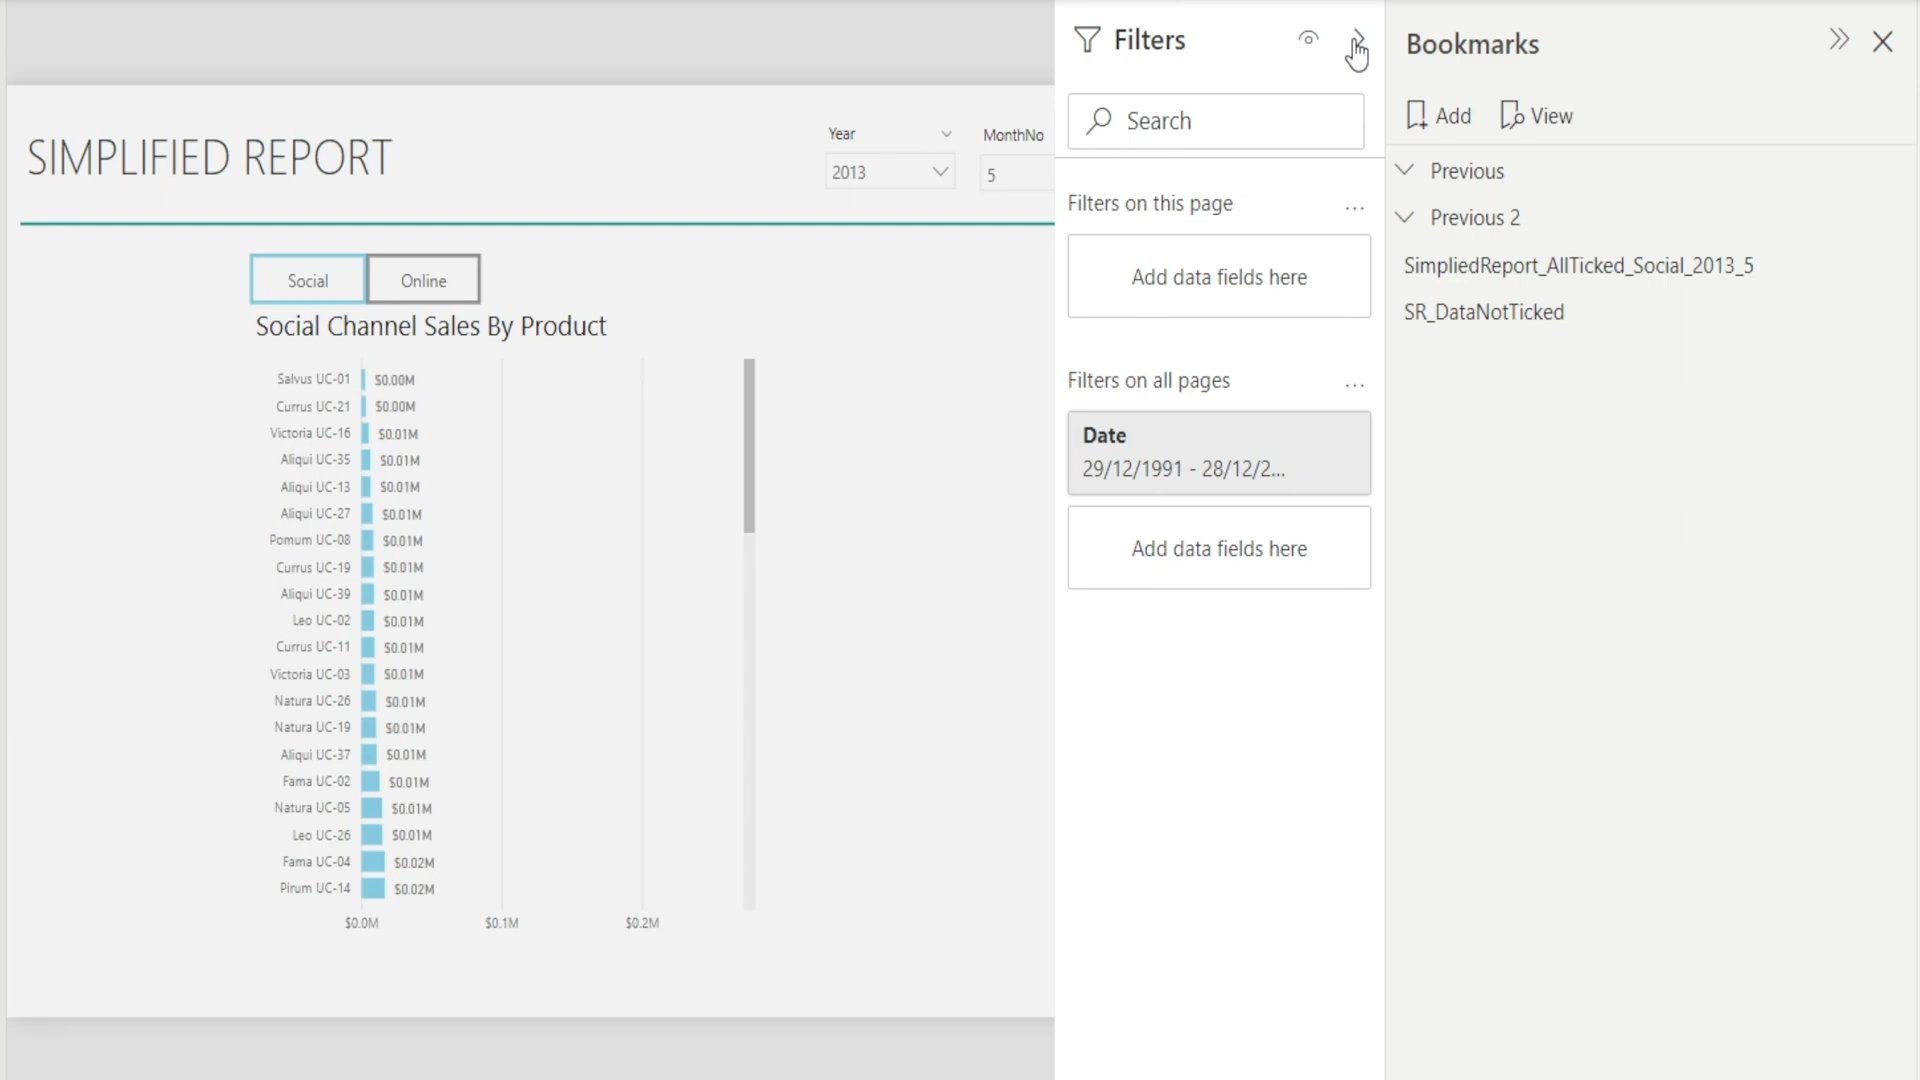 SIMPLIFIED REPORT
Year
2013
MonthNo
5
Social
Online
Social Channel Sales By Product
Salvus UC-01 $0.00M
Currus UC-21 $0.00M
Victoria UC-16 $0.01M
Aliqui UC-35 $0.01M
Aliqui UC-13 $0.01M
Aliqui UC-27 $0.01M
Pomum UC-08 $0.01M
Currus UC-19 $0.01M
Aliqui UC-39 $0.01M
Leo UC-02 $0.01M
Currus UC-11 $0.01M
Victoria UC-03 $0.01M
Natura UC-26 $0.01M
Natura UC-19 $0.01M
Aliqui UC-37 $0.01M
Fama UC-02 $0.01M
Natura UC-05 $0.01M
Leo UC-26 $0.01M
Fama UC-04 $0.02M
Pirum UC-14 $0.02M
$0.0M $0.1M $0.2M
Filters
Search
Filters on this page ...
Add data fields here
Filters on all pages ...
Date
29/12/1991 - 28/12/2...
Add data fields here
Bookmarks
Add View
Previous
Previous 2
SimpliedReport_AllTicked_Social_2013_5
SR_DataNotTicked